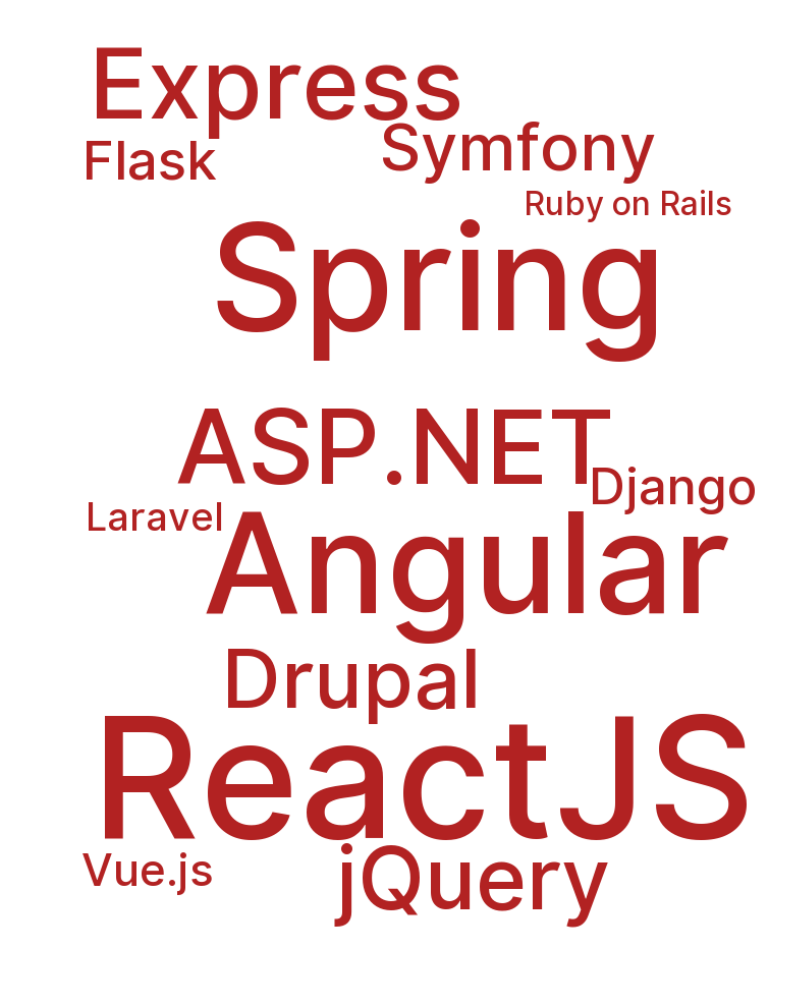 Express
Symfony
Flask
Ruby on Rails
Spring
ASP.NET
Django
Laravel
Angular
Drupal
ReactJS
Vue.js
jQuery